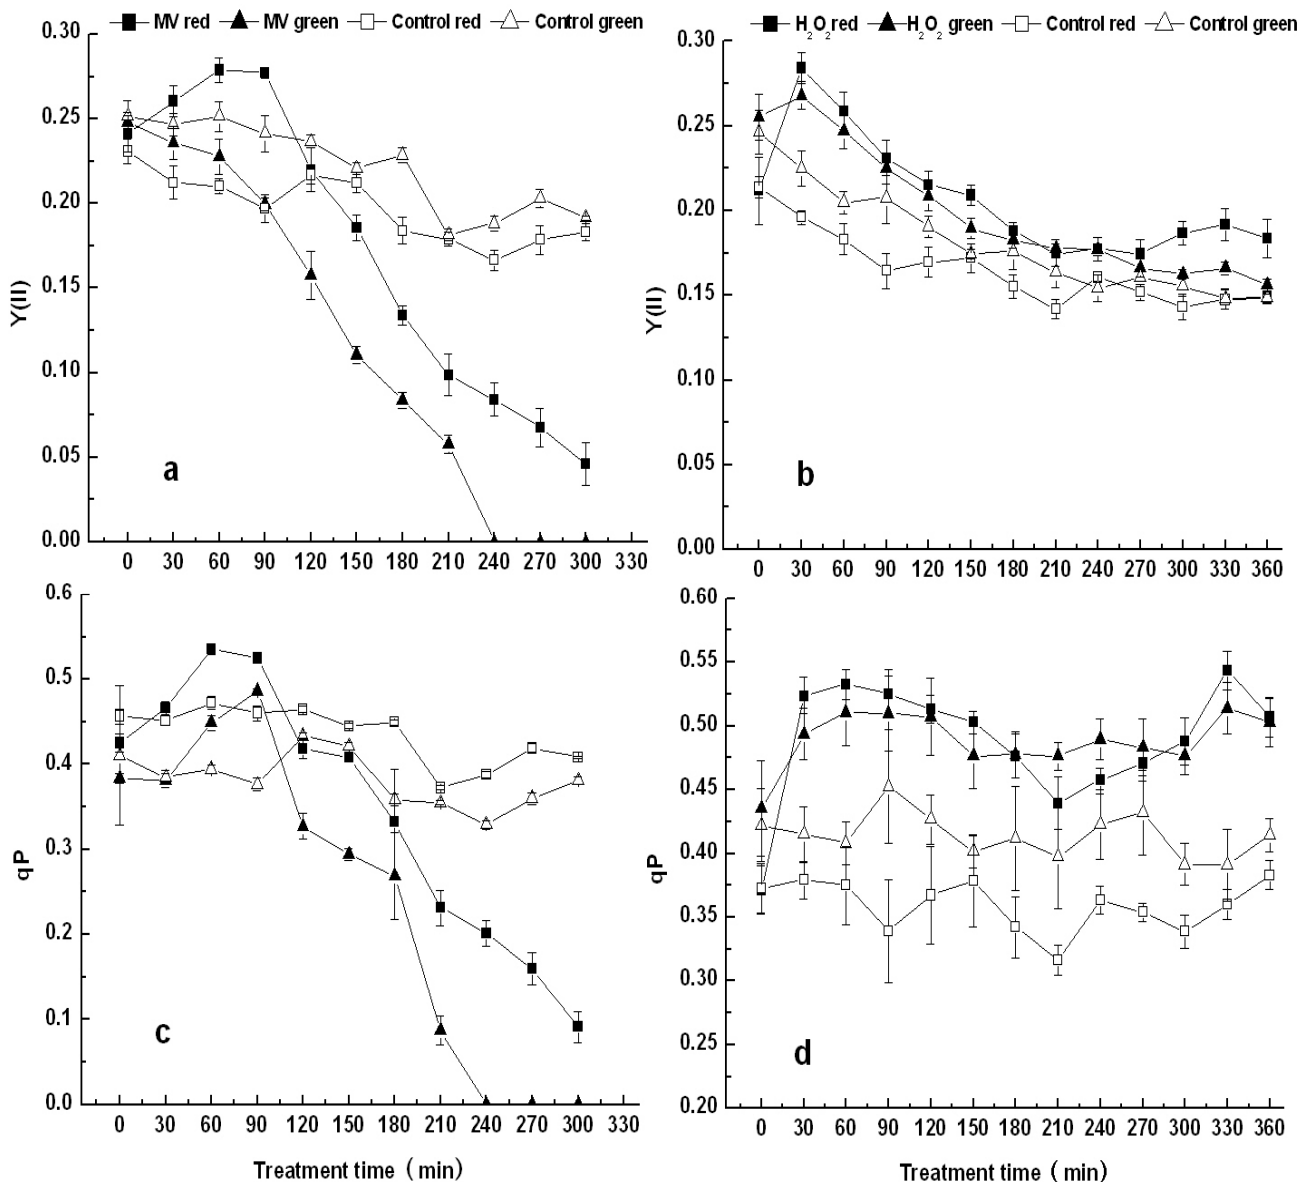 MV red MV green Control red Control green
0.30
0.25
0.20
0.15
0.10
0.05
0.00
Y(II)
a
0 30 60 90 120 150 180 210 240 270 300 330
H2O2 red H2O2 green Control red Control green
0.30
0.25
0.20
0.15
0.10
0.05
0.00
Y(II)
b
0 30 60 90 120 150 180 210 240 270 300 330 360
0.6
0.5
0.4
0.3
0.2
0.1
0.0
qP
c
0 30 60 90 120 150 180 210 240 270 300 330
Treatment time ( min)
0.60
0.55
0.50
0.45
0.40
0.35
0.30
0.25
0.20
qP
d
0 30 60 90 120 150 180 210 240 270 300 330 360
Treatment time ( min)